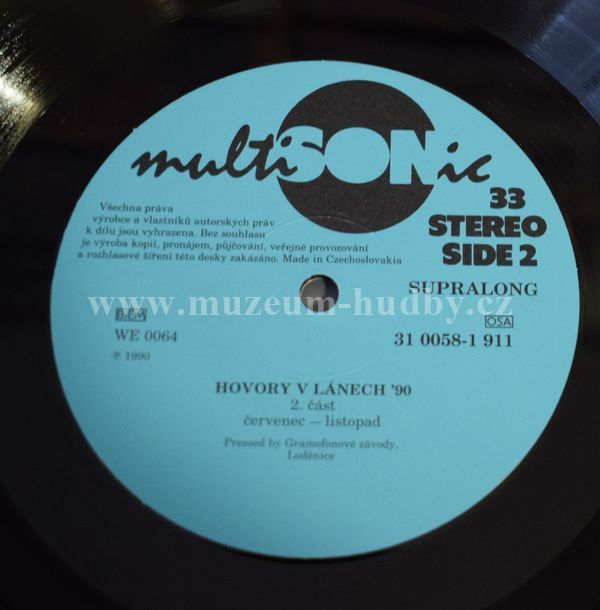 multiSONic
33
STEREO
SIDE 2
Všechna práva
výrobce a vlastníků autorských práv
k dílu jsou vyhrazena. Bez souhlasu
je výroba kopií, pronájem, půjčování, veřejné provozování
a rozhlasové šíření této desky zakázáno. Made in Czechoslovakia
SUPRALONG
www.muzeum-hudby.cz
BIEM
OSA
WE 0064
31 0058-1 911
℗ 1990
HOVORY V LÁNECH '90
2. část
červenec — listopad
Pressed by Gramofonové závody,
Loděnice